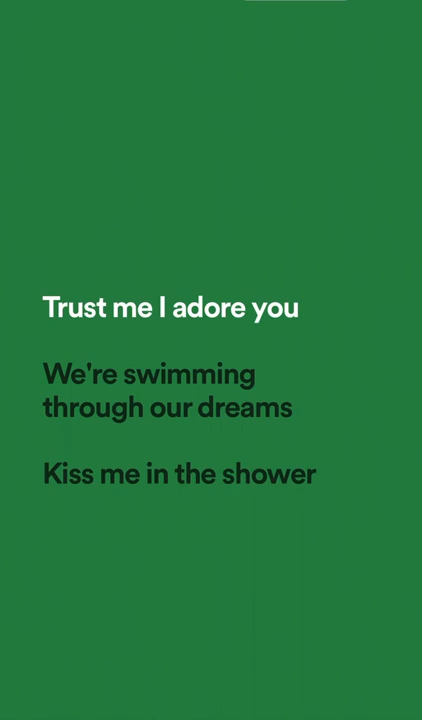 Trust me I adore you
We're swimming
through our dreams
Kiss me in the shower